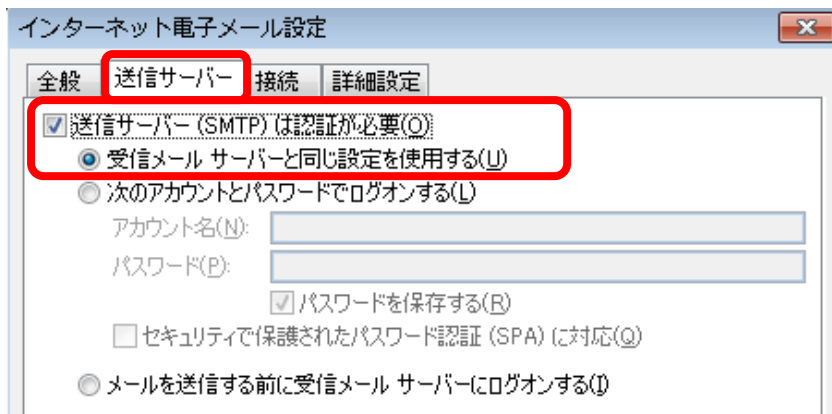 インターネット電子メール設定
全般 送信サーバー 接続 詳細設定
送信サーバー (SMTP) は認証が必要(O)
受信メール サーバーと同じ設定を使用する(U)
次のアカウントとパスワードでログオンする(L)
アカウント名(N):
パスワード(P):
パスワードを保存する(R)
セキュリティで保護されたパスワード認証 (SPA) に対応(Q)
メールを送信する前に受信メール サーバーにログオンする(I)